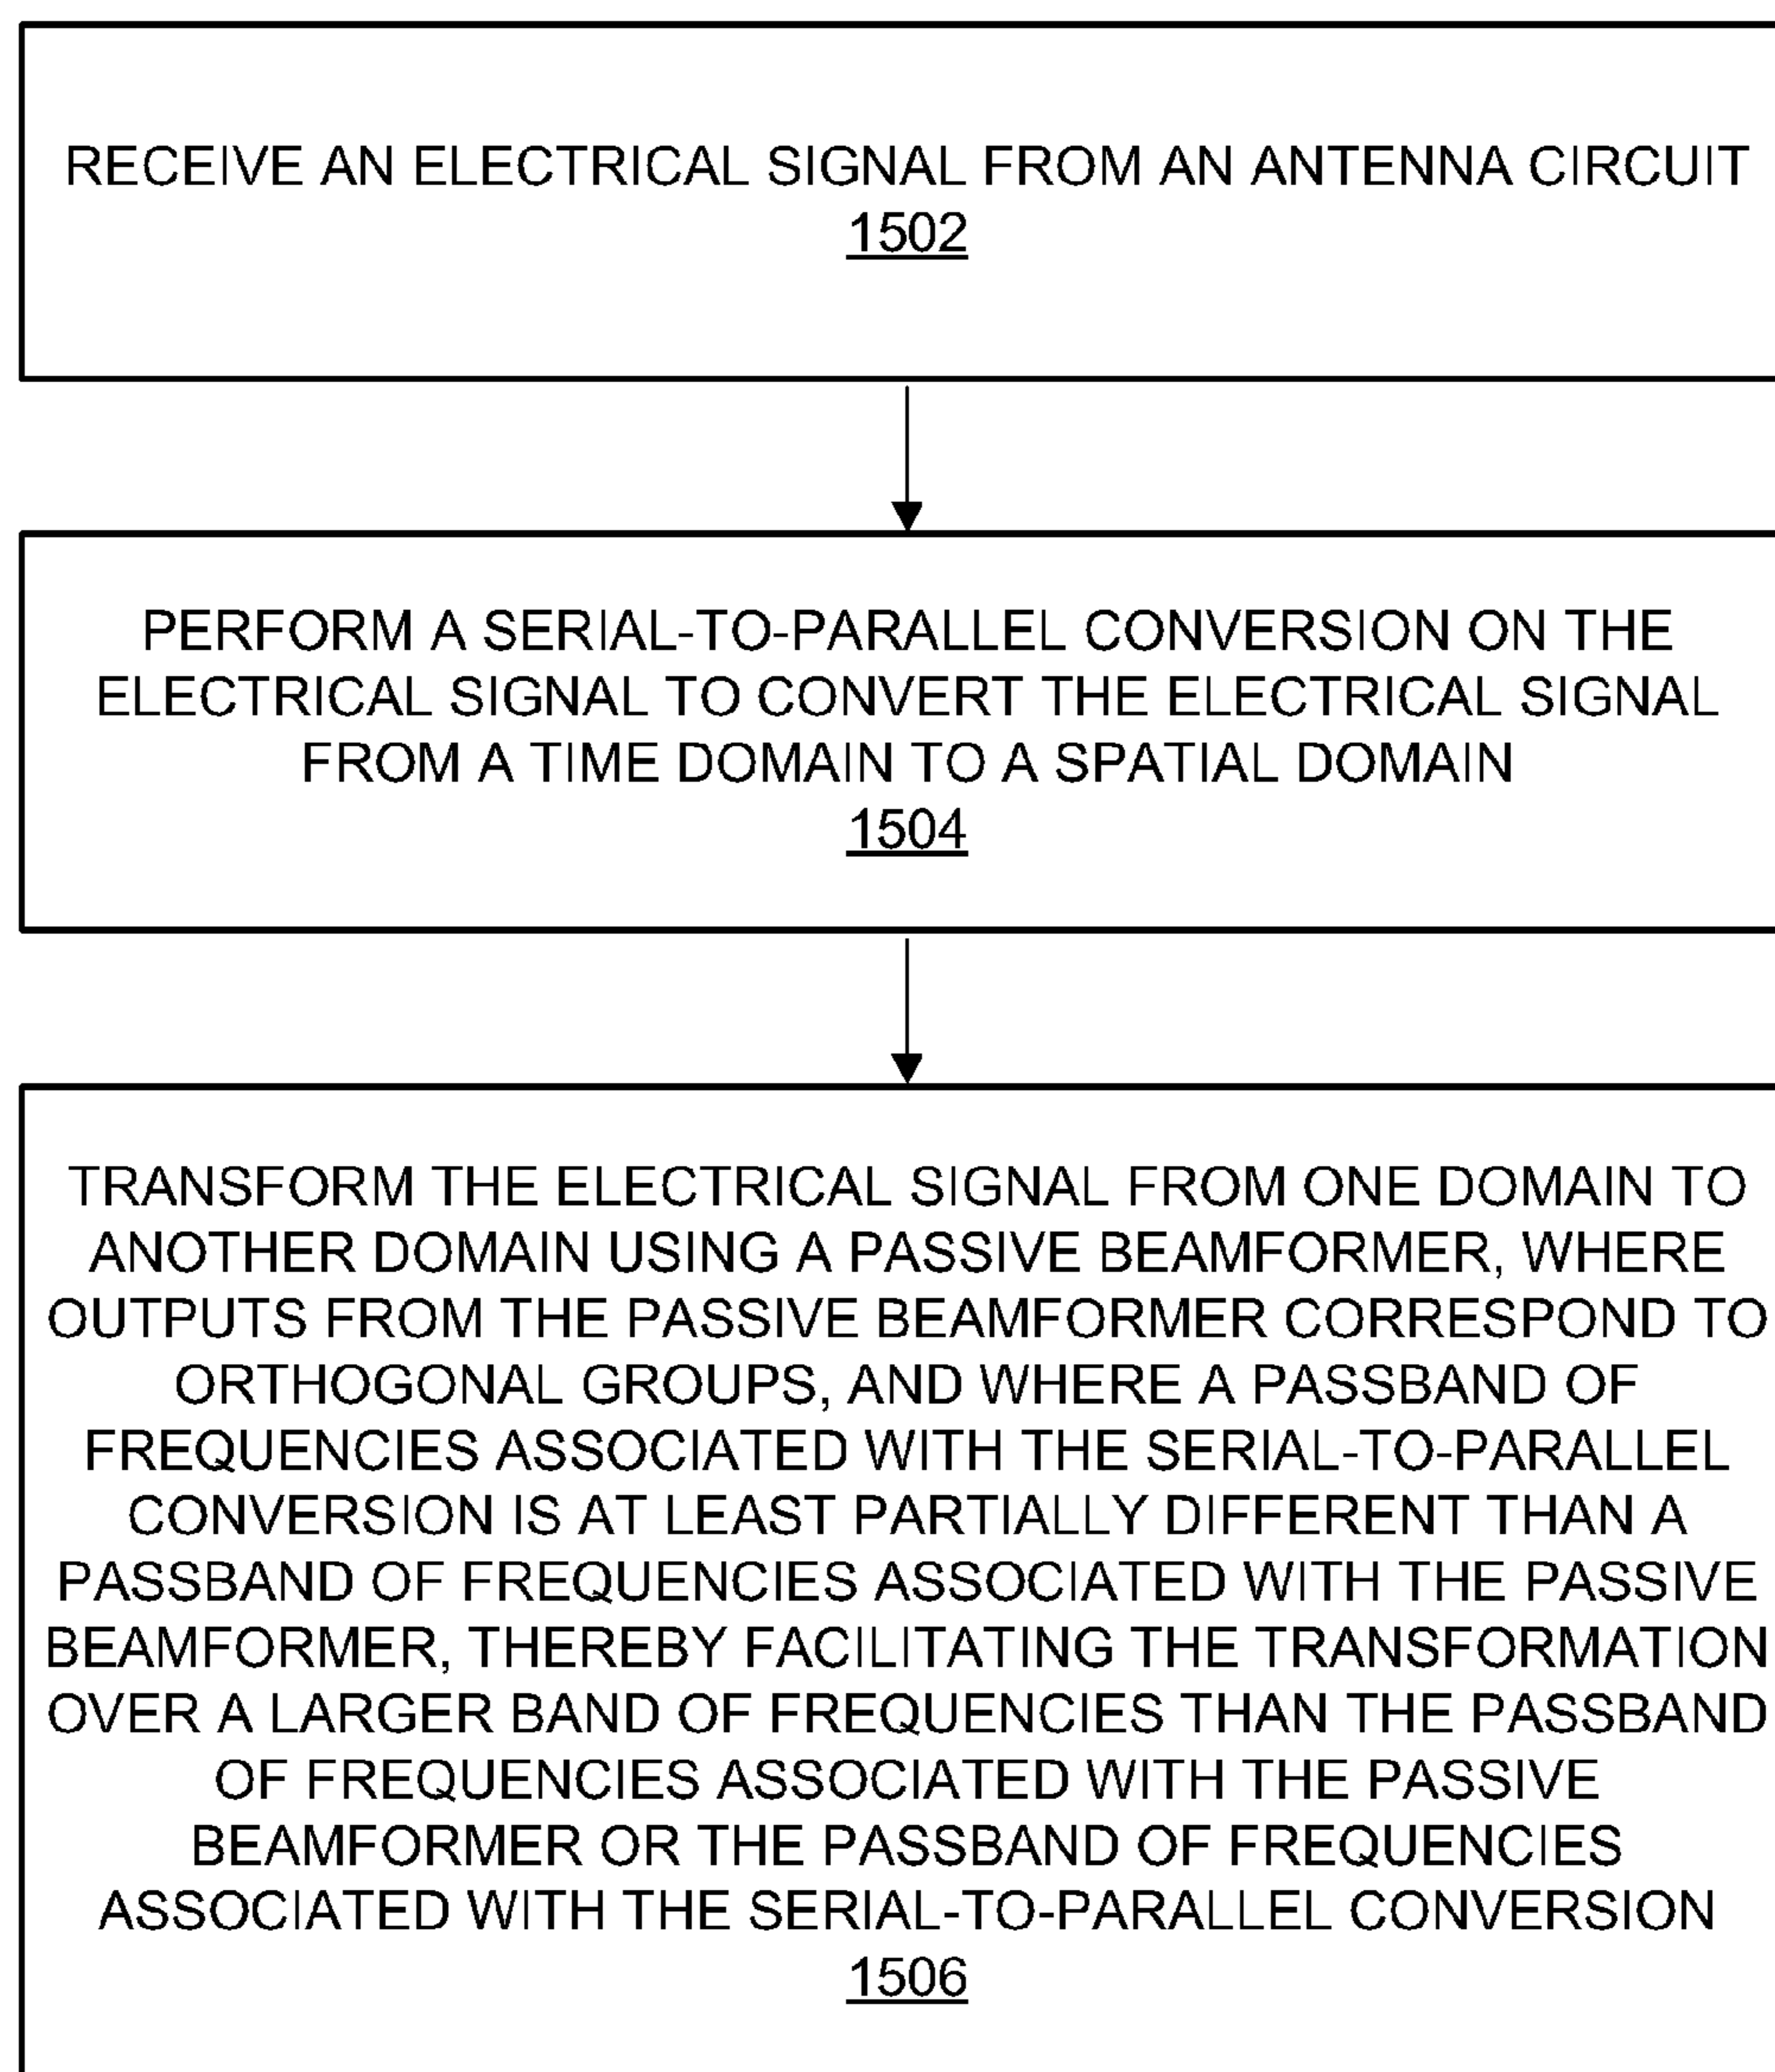 RECEIVE AN ELECTRICAL SIGNAL FROM AN ANTENNA CIRCUIT
1502
PERFORM A SERIAL-TO-PARALLEL CONVERSION ON THE
ELECTRICAL SIGNAL TO CONVERT THE ELECTRICAL SIGNAL
FROM A TIME DOMAIN TO A SPATIAL DOMAIN
1504
TRANSFORM THE ELECTRICAL SIGNAL FROM ONE DOMAIN TO
ANOTHER DOMAIN USING A PASSIVE BEAMFORMER, WHERE
OUTPUTS FROM THE PASSIVE BEAMFORMER CORRESPOND TO
ORTHOGONAL GROUPS, AND WHERE A PASSBAND OF
FREQUENCIES ASSOCIATED WITH THE SERIAL-TO-PARALLEL
CONVERSION IS AT LEAST PARTIALLY DIFFERENT THAN A
PASSBAND OF FREQUENCIES ASSOCIATED WITH THE PASSIVE
BEAMFORMER, THEREBY FACILITATING THE TRANSFORMATION
OVER A LARGER BAND OF FREQUENCIES THAN THE PASSBAND
OF FREQUENCIES ASSOCIATED WITH THE PASSIVE
BEAMFORMER OR THE PASSBAND OF FREQUENCIES
ASSOCIATED WITH THE SERIAL-TO-PARALLEL CONVERSION
1506